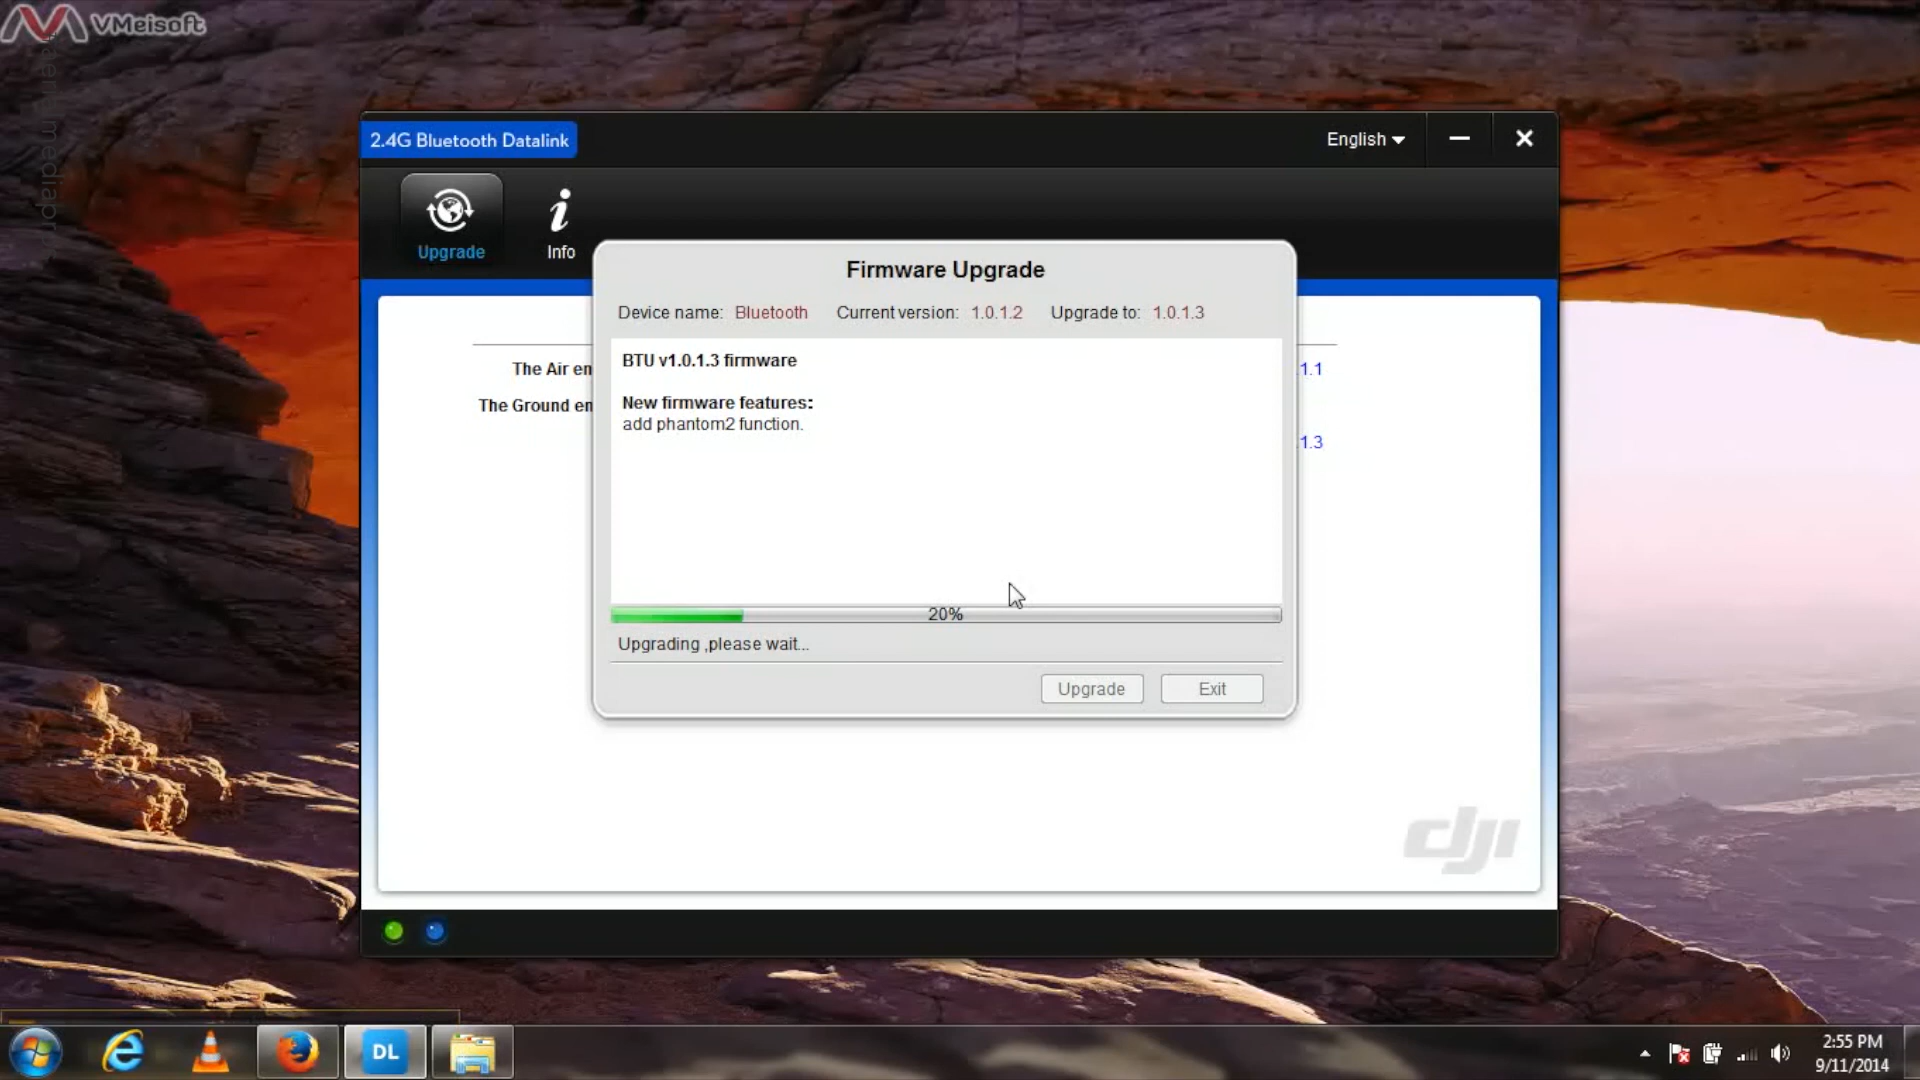 VMeisoft
2.4G Bluetooth Datalink
English
Upgrade
Info
Firmware Upgrade
Device name: Bluetooth Current version: 1.0.1.2 Upgrade to: 1.0.1.3
BTU v1.0.1.3 firmware
New firmware features:
add phantom2 function.
The Air en
1.1
The Ground en
1.3
20%
Upgrading ,please wait...
Upgrade Exit
dji
DL
2:55 PM
9/11/2014